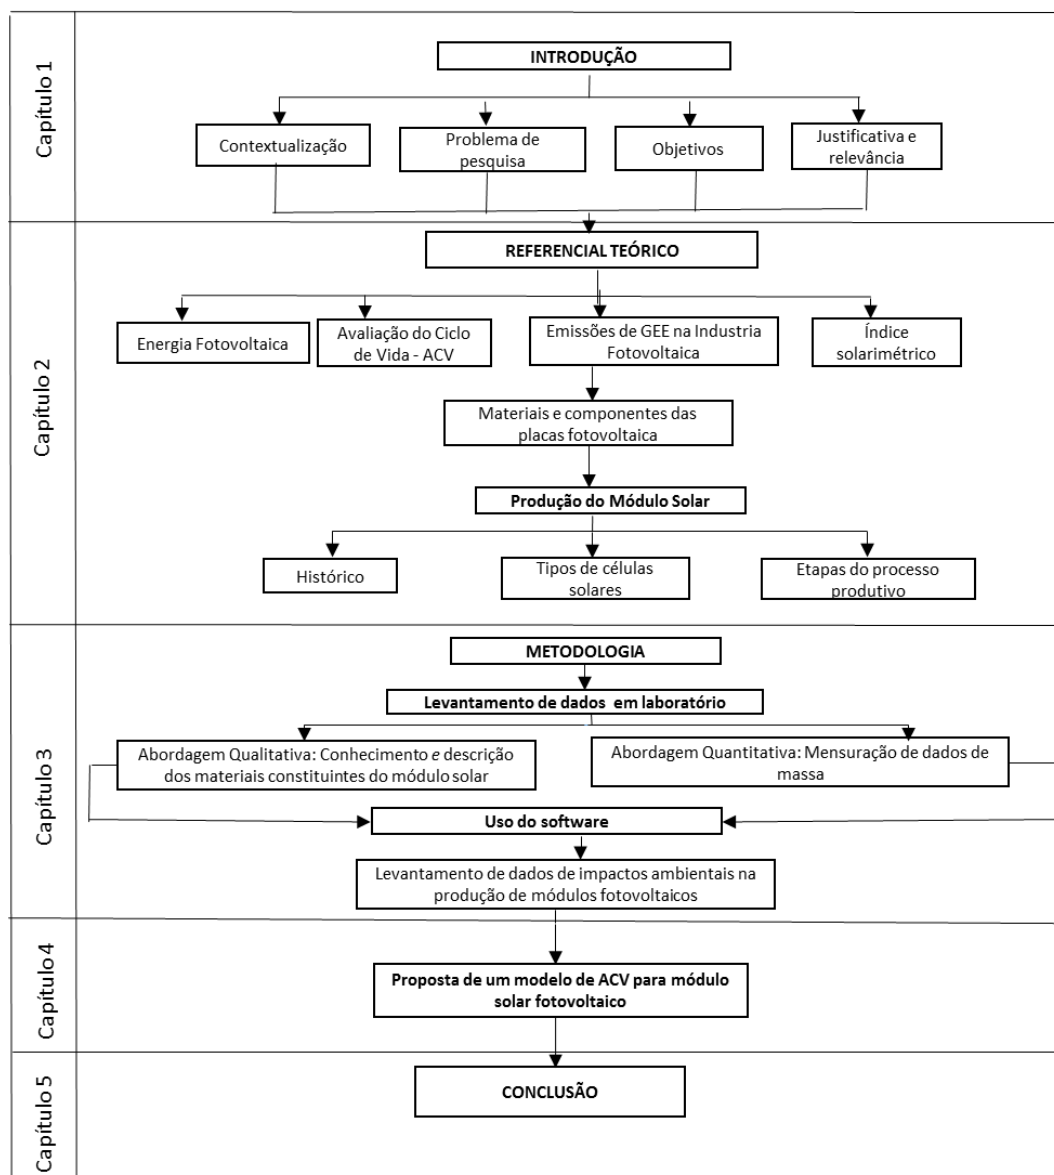 Capítulo 1
INTRODUÇÃO
Contextualização
Problema de
pesquisa
Objetivos
Justificativa e
relevância
Capítulo 2
REFERCIAL TEÓRICO
Energia Fotovoltaica
Avaliação do Ciclo
de Vida - ACV
Emissões de GEE na Industria
Fotovoltaica
Índice
solarimétrico
Materiais e componentes das
placas fotovoltaica
Produção do Módulo Solar
Histórico
Tipos de células
solares
Etapas do processo
produtivo
Capítulo 3
METODOLOGIA
Levantamento de dados em laboratório
Abordagem Qualitativa: Conhecimento e descrição
dos materiais constituintes do módulo solar
Abordagem Quantitativa: Mensuração de dados de
massa
Uso do software
Levantamento de dados de impactos ambientais na
produção de módulos fotovoltaicos
Capítulo 4
Proposta de um modelo de ACV para módulo
solar fotovoltaico
Capítulo 5
CONCLUSÃO